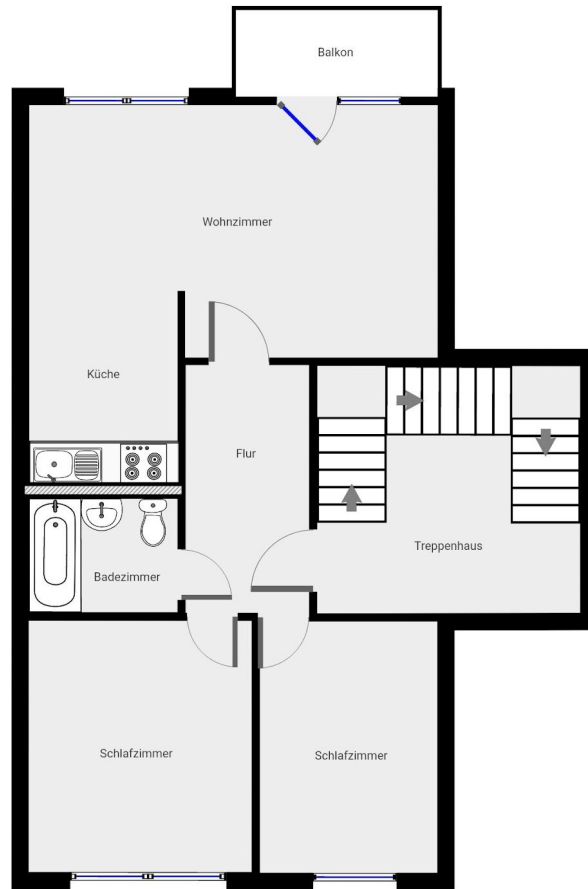 Balkon
Wohnzimmer
Küche
Flur
Treppenhaus
Badezimmer
Schlafzimmer
Schlafzimmer